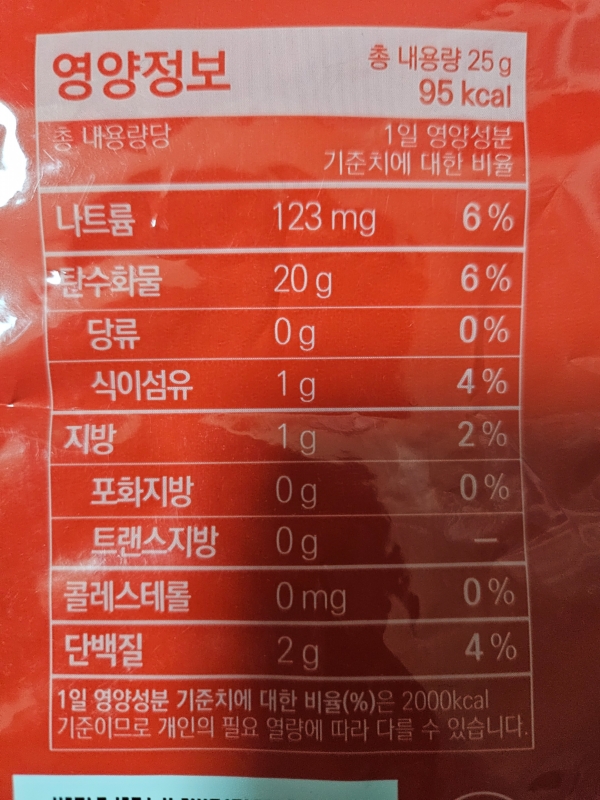 영양정보
총 내용량 25 g
95 kcal
총 내용량당
1일 영양성분
기준치에 대한 비율
나트륨 123 mg 6 %
탄수화물 20 g 6 %
당류 0 g 0 %
식이섬유 1 g 4 %
지방 1 g 2 %
포화지방 0 g 0 %
트랜스지방 0 g –
콜레스테롤 0 mg 0 %
단백질 2 g 4 %
1일 영양성분 기준치에 대한 비율(%)은 2000kcal
기준이므로 개인의 필요 열량에 따라 다를 수 있습니다.